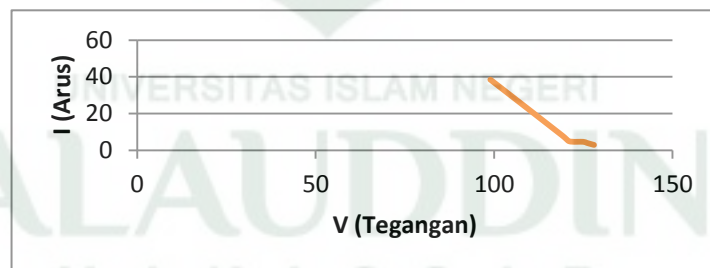 60
40
20
0
I (Arus)
0 50 100 150
V (Tegangan)
UNIVERSITAS ISLAM NEGERI
ALAUDDIN